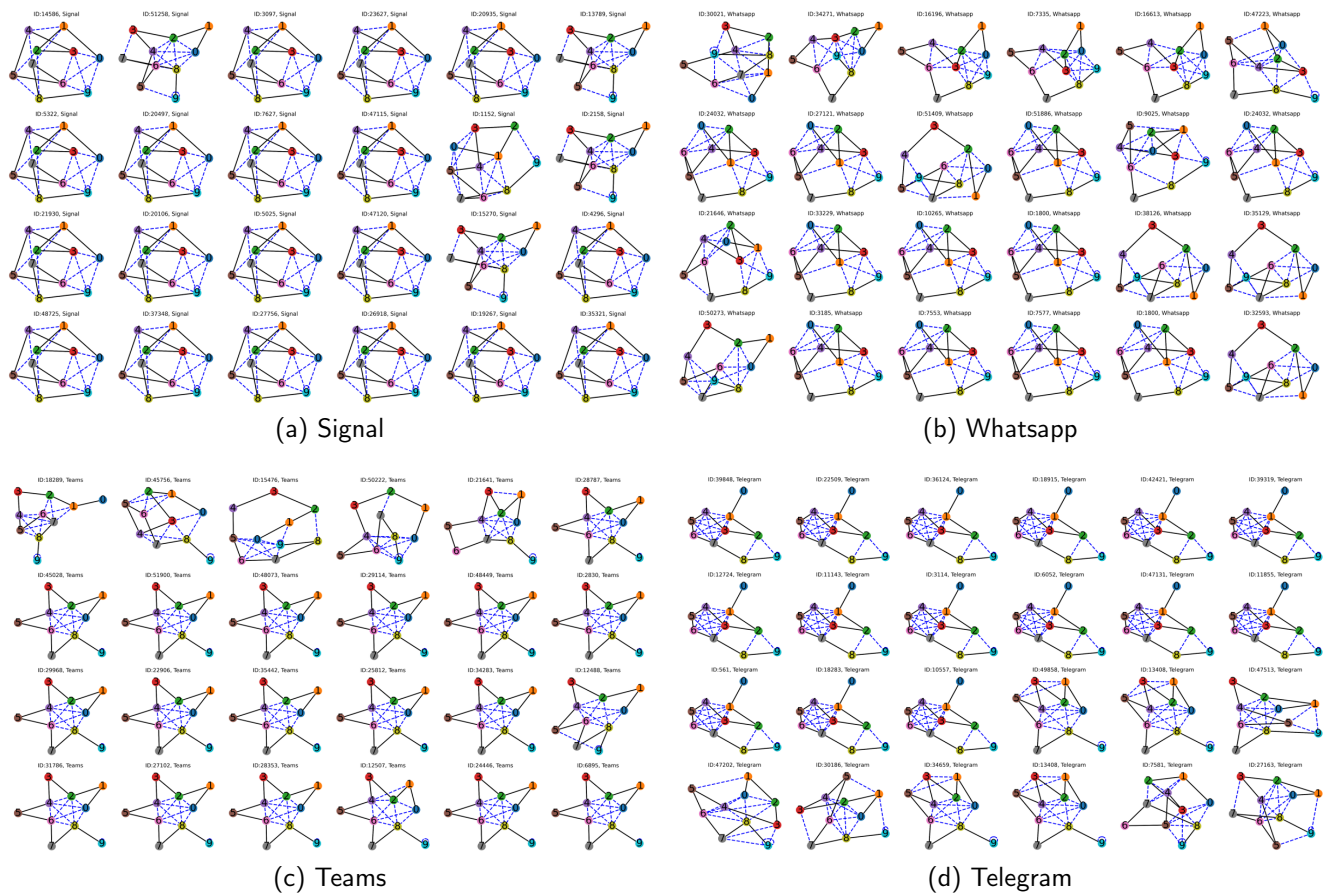 ID:14586, Signal
ID:51258, Signal
ID:3097, Signal
ID:23627, Signal
ID:20935, Signal
ID:13789, Signal
ID:5322, Signal
ID:20497, Signal
ID:7627, Signal
ID:47115, Signal
ID:1152, Signal
ID:2158, Signal
ID:21930, Signal
ID:20106, Signal
ID:5025, Signal
ID:47120, Signal
ID:15270, Signal
ID:4296, Signal
ID:48725, Signal
ID:37348, Signal
ID:27756, Signal
ID:26918, Signal
ID:19267, Signal
ID:35321, Signal
(a) Signal
ID:30021, Whatsapp
ID:34271, Whatsapp
ID:16196, Whatsapp
ID:7335, Whatsapp
ID:16613, Whatsapp
ID:47223, Whatsapp
ID:24032, Whatsapp
ID:27121, Whatsapp
ID:51409, Whatsapp
ID:51886, Whatsapp
ID:9025, Whatsapp
ID:24032, Whatsapp
ID:21646, Whatsapp
ID:33229, Whatsapp
ID:10265, Whatsapp
ID:1800, Whatsapp
ID:38126, Whatsapp
ID:35129, Whatsapp
ID:50273, Whatsapp
ID:3185, Whatsapp
ID:7553, Whatsapp
ID:7577, Whatsapp
ID:1800, Whatsapp
ID:32593, Whatsapp
(b) Whatsapp
ID:18289, Teams
ID:45756, Teams
ID:15476, Teams
ID:50222, Teams
ID:21641, Teams
ID:28787, Teams
ID:45028, Teams
ID:51900, Teams
ID:48073, Teams
ID:29114, Teams
ID:48449, Teams
ID:2830, Teams
ID:29968, Teams
ID:22906, Teams
ID:35442, Teams
ID:25812, Teams
ID:34283, Teams
ID:12488, Teams
ID:31786, Teams
ID:27102, Teams
ID:28353, Teams
ID:12507, Teams
ID:24446, Teams
ID:6895, Teams
(c) Teams
ID:39848, Telegram
ID:22509, Telegram
ID:36124, Telegram
ID:18915, Telegram
ID:42421, Telegram
ID:39319, Telegram
ID:12724, Telegram
ID:11143, Telegram
ID:3114, Telegram
ID:6052, Telegram
ID:47131, Telegram
ID:11855, Telegram
ID:561, Telegram
ID:18283, Telegram
ID:10557, Telegram
ID:49858, Telegram
ID:13408, Telegram
ID:47513, Telegram
ID:47202, Telegram
ID:30186, Telegram
ID:34659, Telegram
ID:13408, Telegram
ID:7581, Telegram
ID:27163, Telegram
(d) Telegram